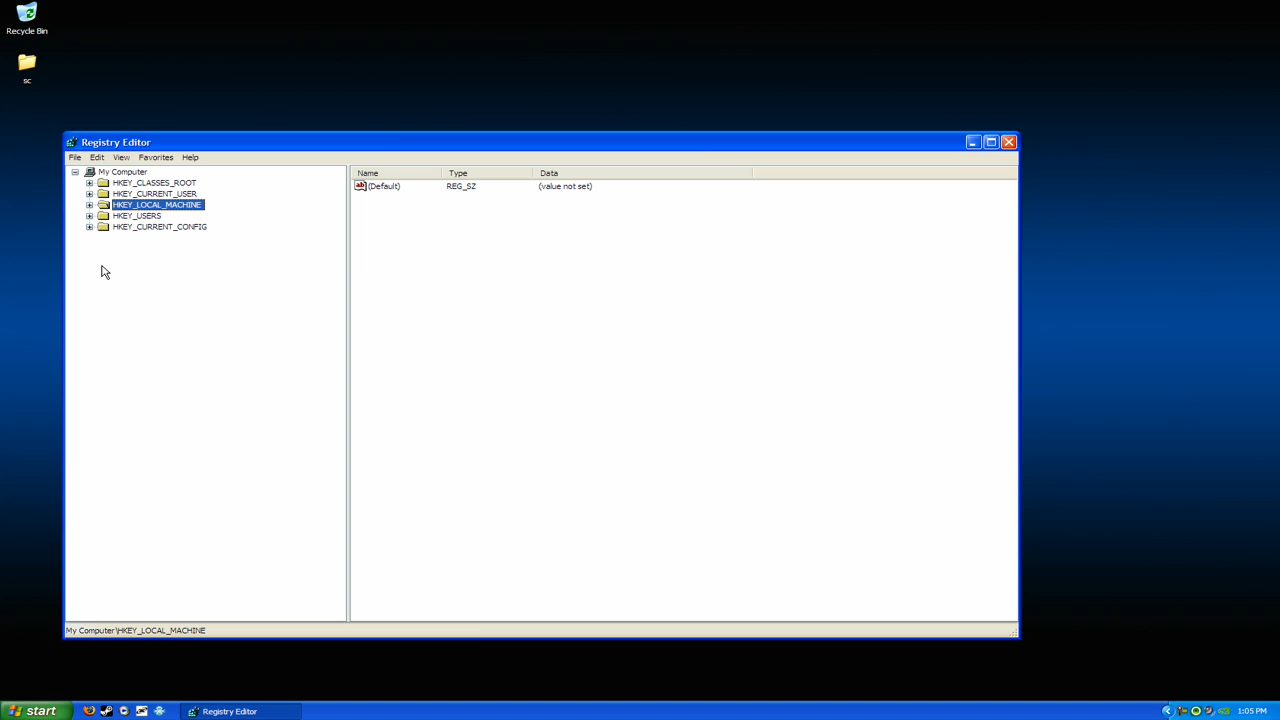 Recycle Bin
sc
Registry Editor
File Edit View Favorites Help
My Computer
HKEY_CLASSES_ROOT
HKEY_CURRENT_USER
HKEY_LOCAL_MACHINE
HKEY_USERS
HKEY_CURRENT_CONFIG
Name Type Data
ab (Default) REG_SZ (value not set)
My Computer\HKEY_LOCAL_MACHINE
start Registry Editor 1:05 PM